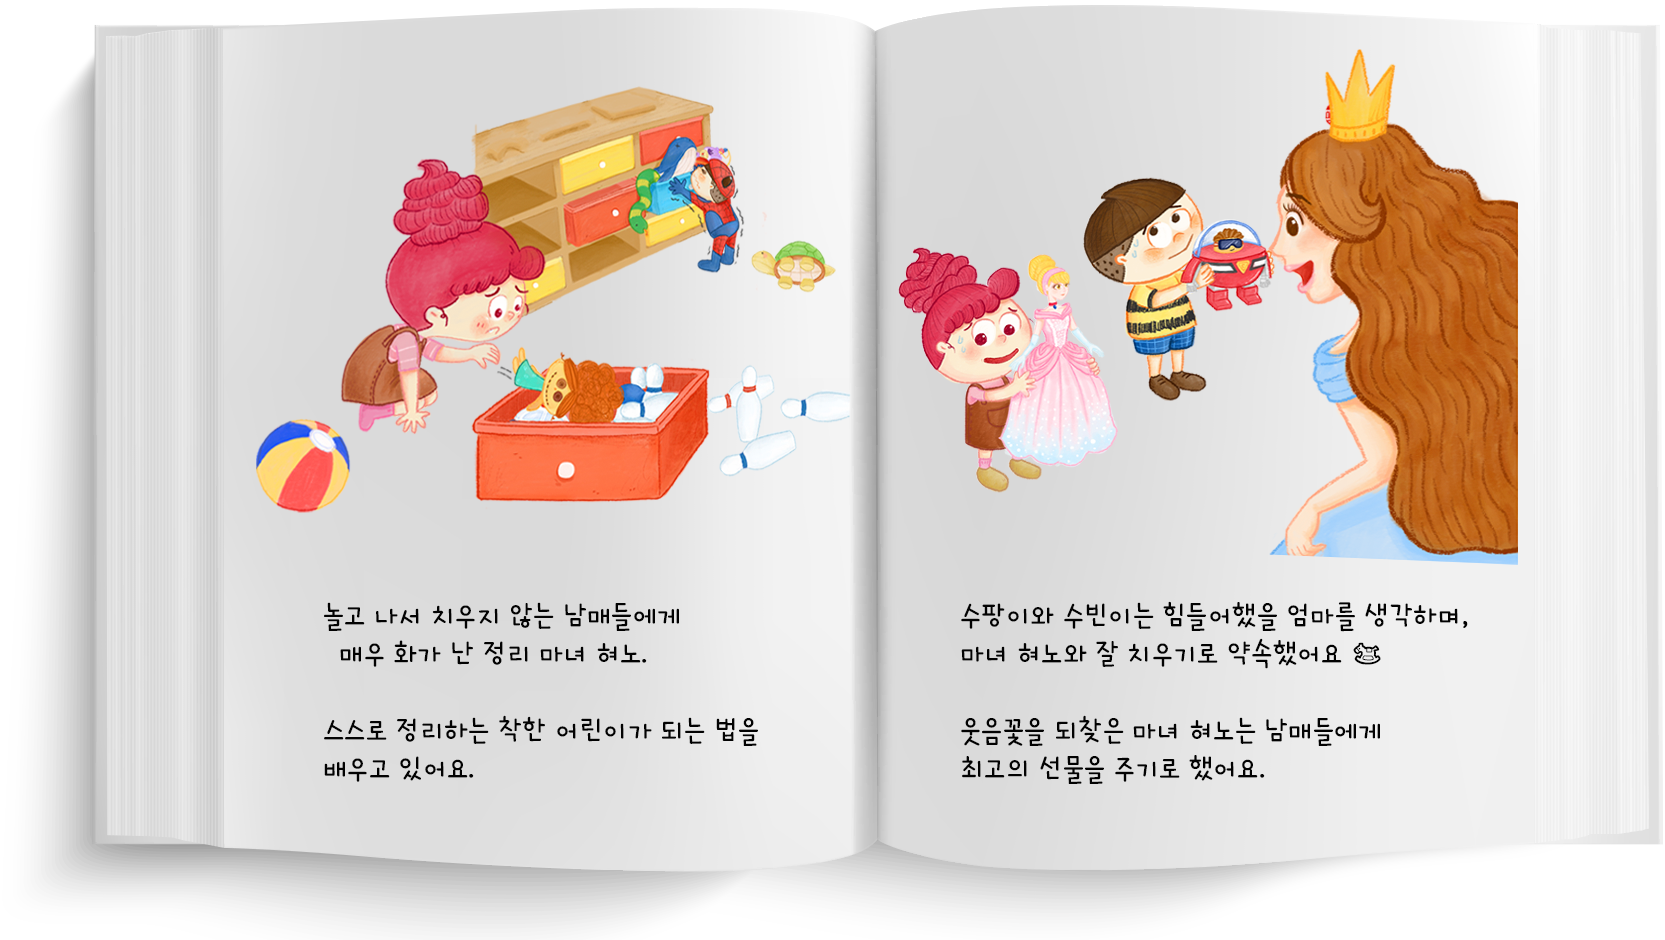 놀고 나서 치우지 않는 남매들에게
매우 화가 난 정리 마녀 혀노.
스스로 정리하는 착한 어린이가 되는 법을
배우고 있어요.
수팡이와 수빈이는 힘들어했을 엄마를 생각하며,
마녀 혀노와 잘 치우기로 약속했어요
웃음꽃을 되찾은 마녀 혀노는 남매들에게
최고의 선물을 주기로 했어요.